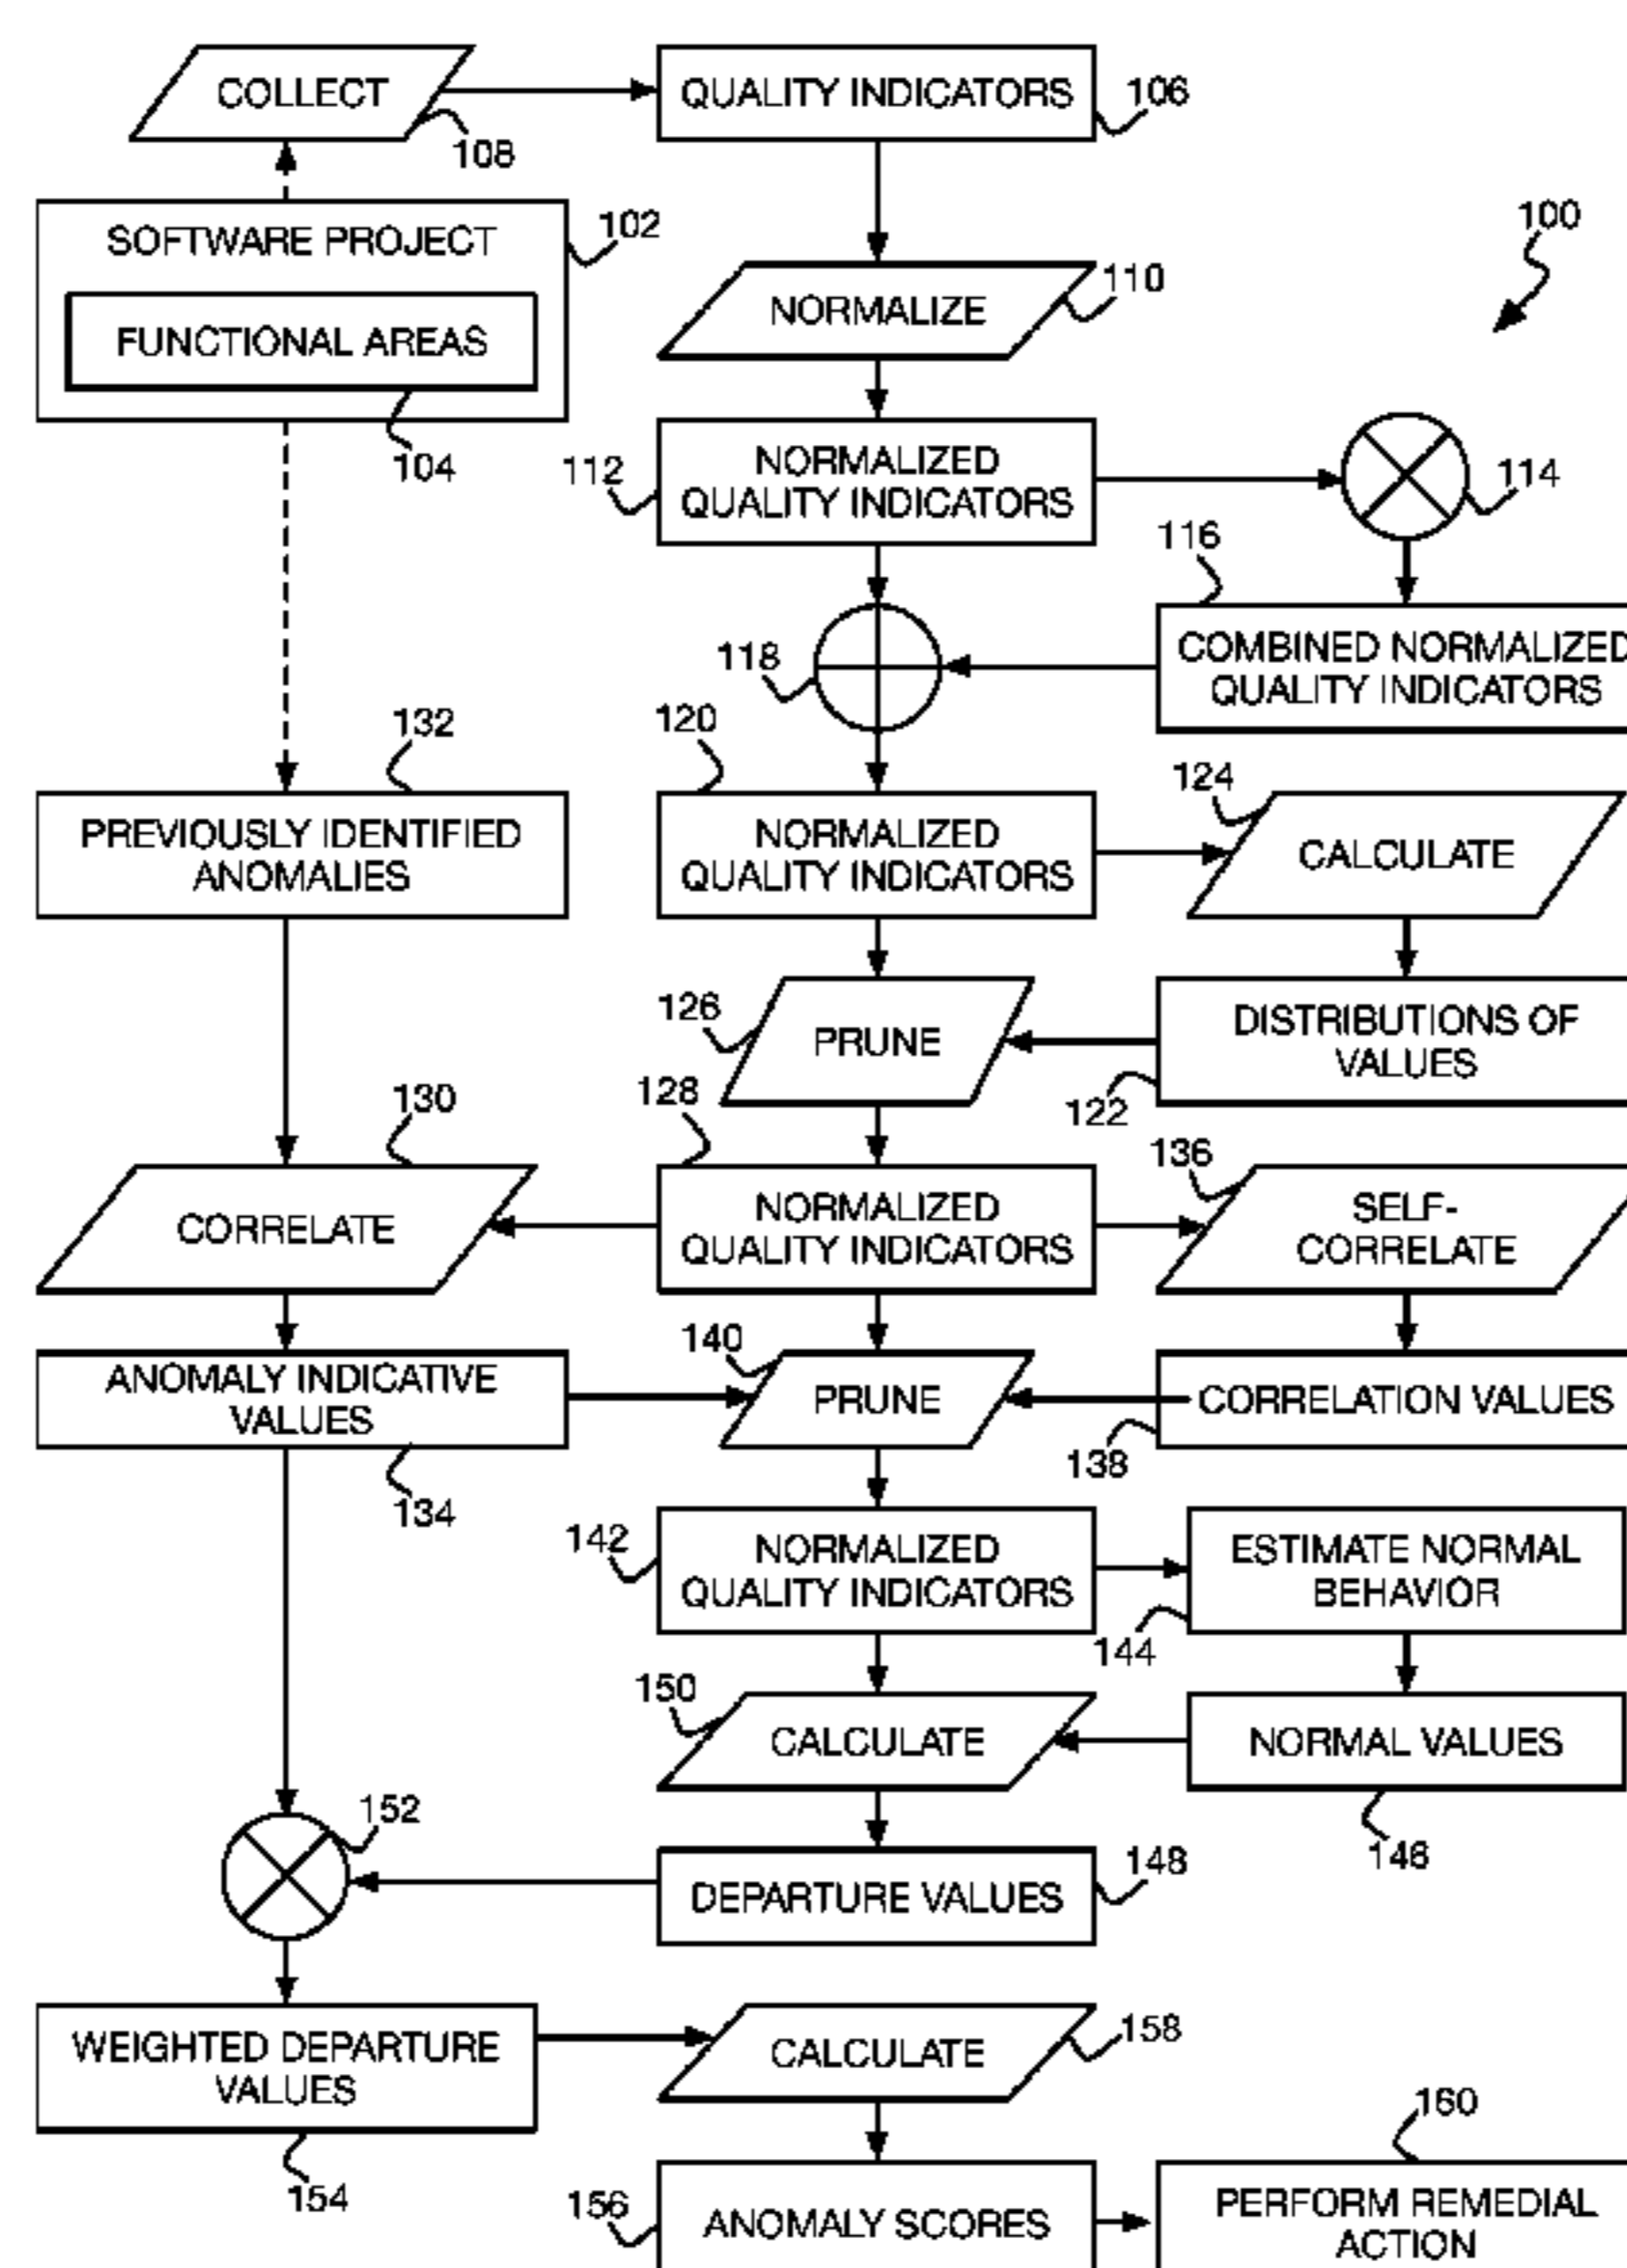 COLLECT
108
QUALITY INDICATORS
106
SOFTWARE PROJECT
102
FUNCTIONAL AREAS
104
100
NORMALIZE
110
112
NORMALIZED
QUALITY INDICATORS
114
116
COMBINED NORMALIZED
QUALITY INDICATORS
118
120
132
PREVIOUSLY IDENTIFIED
ANOMALIES
NORMALIZED
QUALITY INDICATORS
124
CALCULATE
126
PRUNE
DISTRIBUTIONS OF
VALUES
122
128
130
CORRELATE
NORMALIZED
QUALITY INDICATORS
136
SELF-
CORRELATE
140
ANOMALY INDICATIVE
VALUES
134
PRUNE
CORRELATION VALUES
138
142
NORMALIZED
QUALITY INDICATORS
ESTIMATE NORMAL
BEHAVIOR
144
150
CALCULATE
NORMAL VALUES
146
152
DEPARTURE VALUES
148
WEIGHTED DEPARTURE
VALUES
154
CALCULATE
158
156
ANOMALY SCORES
160
PERFORM REMEDIAL
ACTION